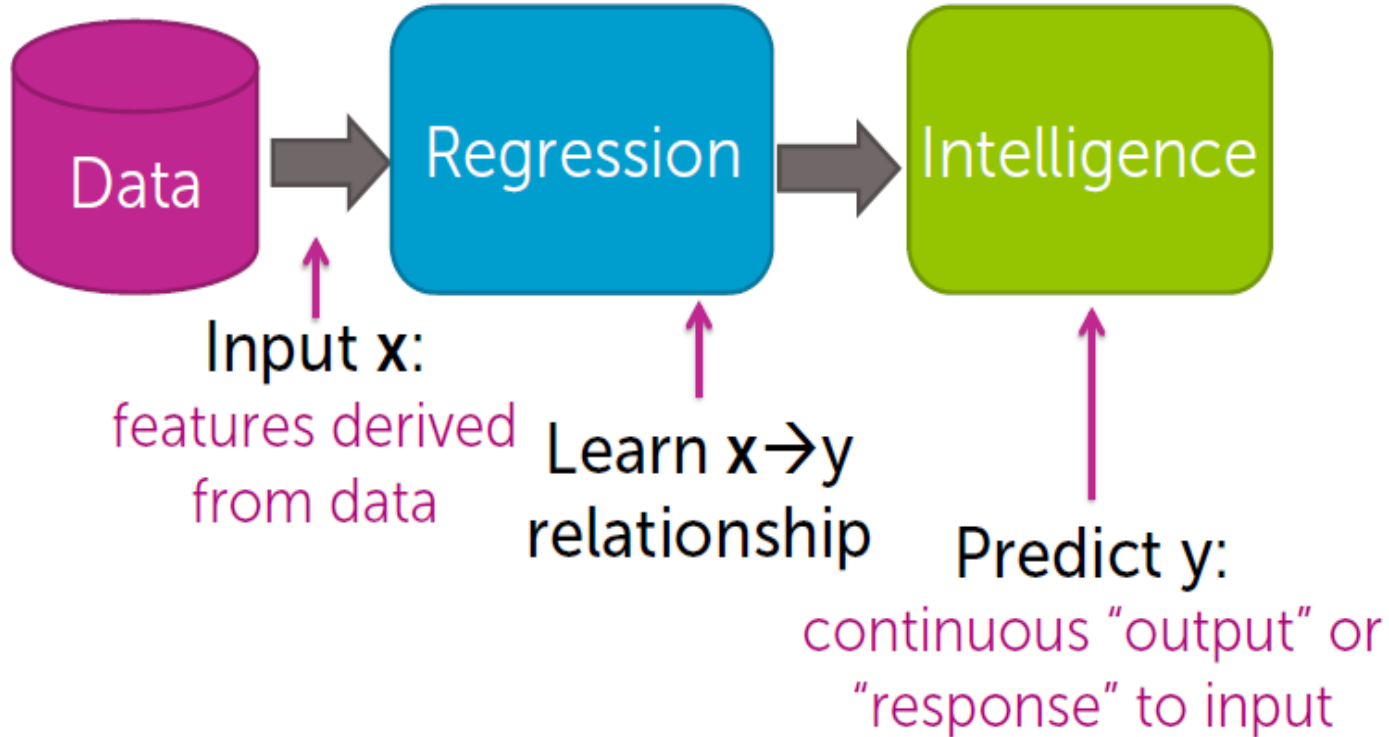 Data
Regression
Intelligence
Input x:
features derived
from data
Learn x→y
relationship
Predict y:
continuous “output” or
“response” to input